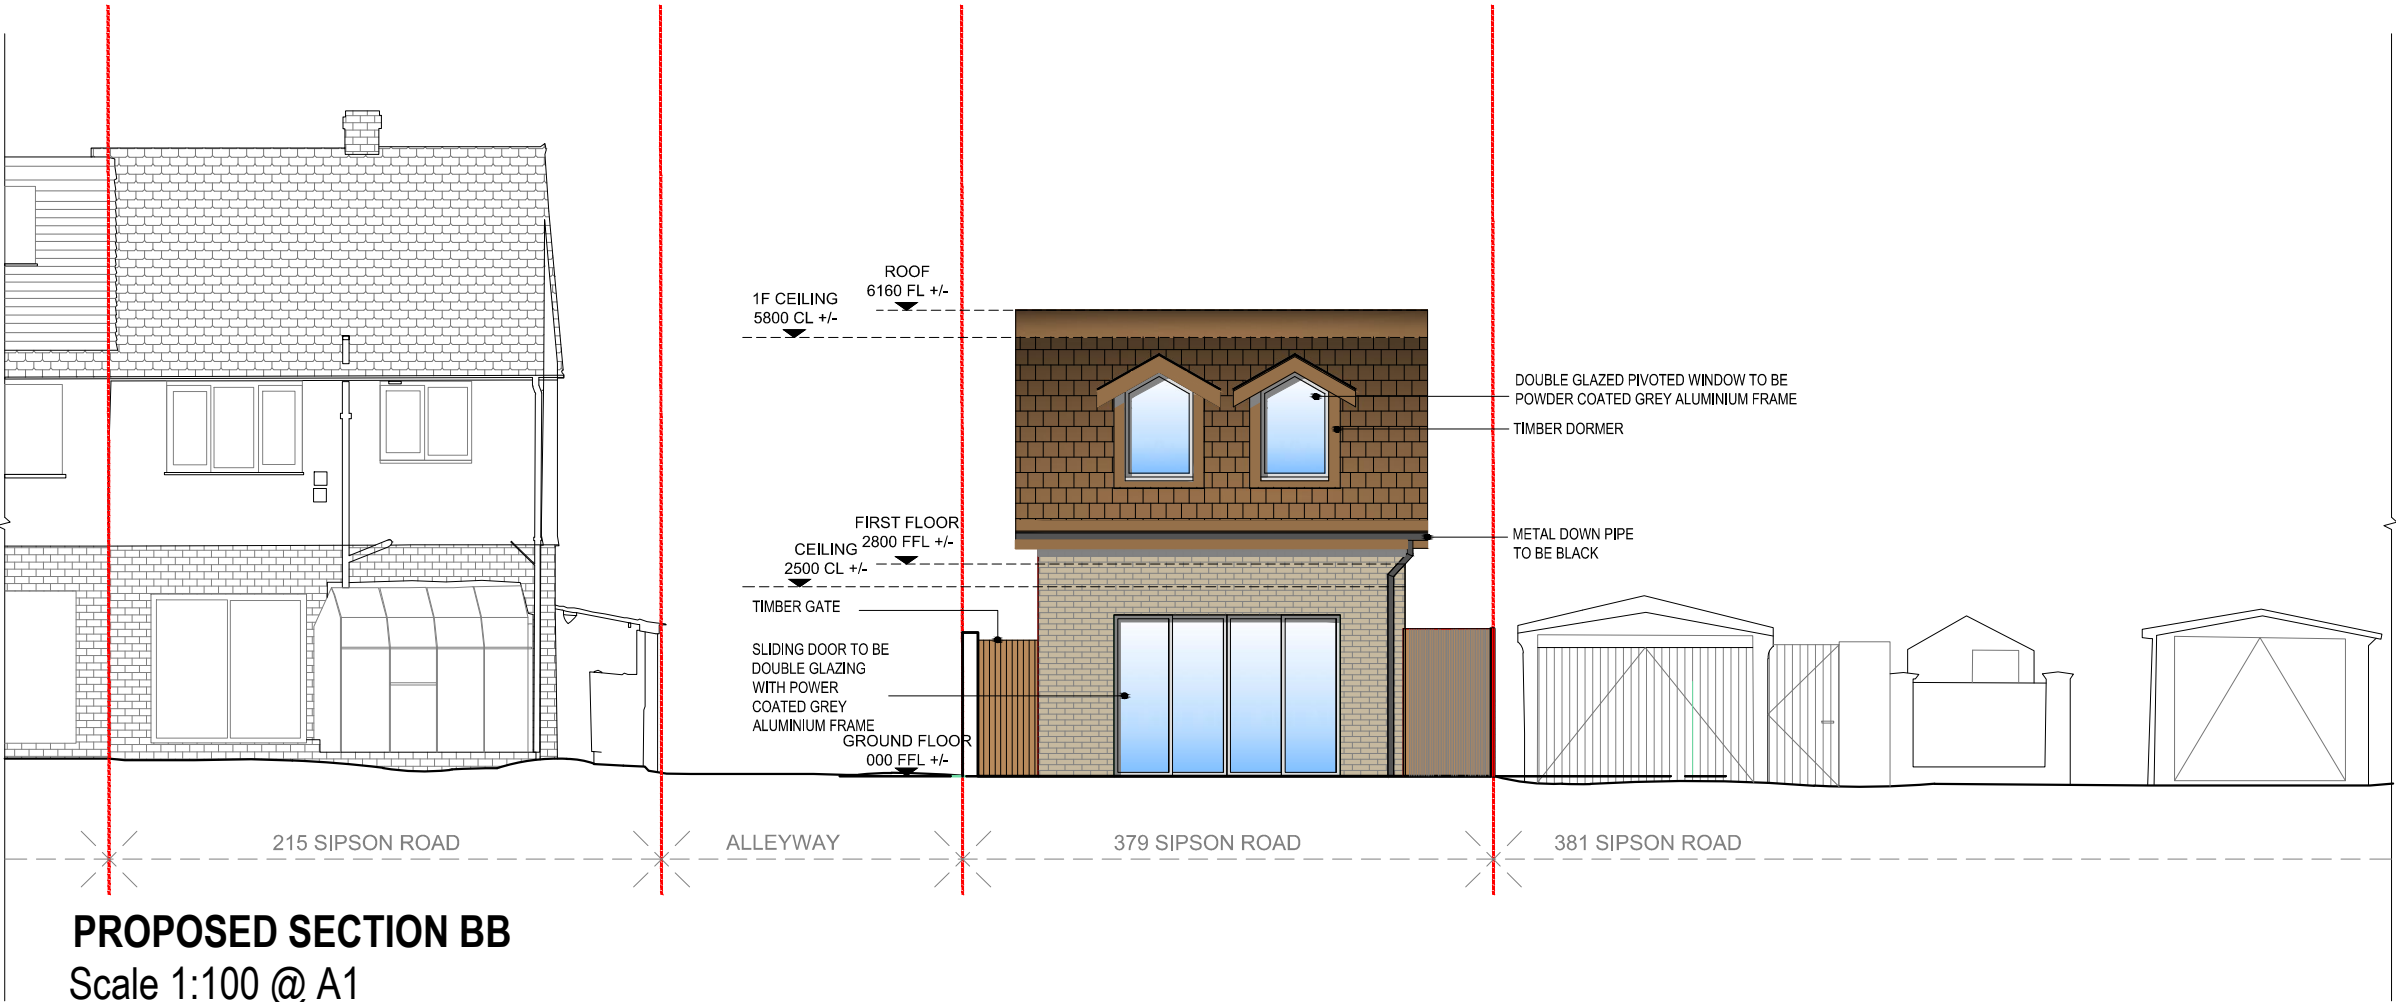 ROOF
6160 FL +/-
1F CEILING
5800 CL +/-
DOUBLE GLAZED PIVOTED WINDOW TO BE
POWDER COATED GREY ALUMINIUM FRAME
TIMBER DORMER
FIRST FLOOR
2800 FFL +/-
CEILING
2500 CL +/-
METAL DOWN PIPE
TO BE BLACK
TIMBER GATE
SLIDING DOOR TO BE
DOUBLE GLAZING
WITH POWER
COATED GREY
ALUMINIUM FRAME
GROUND FLOOR
000 FFL +/-
215 SIPSON ROAD
ALLEYWAY
379 SIPSON ROAD
381 SIPSON ROAD
PROPOSED SECTION BB
Scale 1:100 @ A1